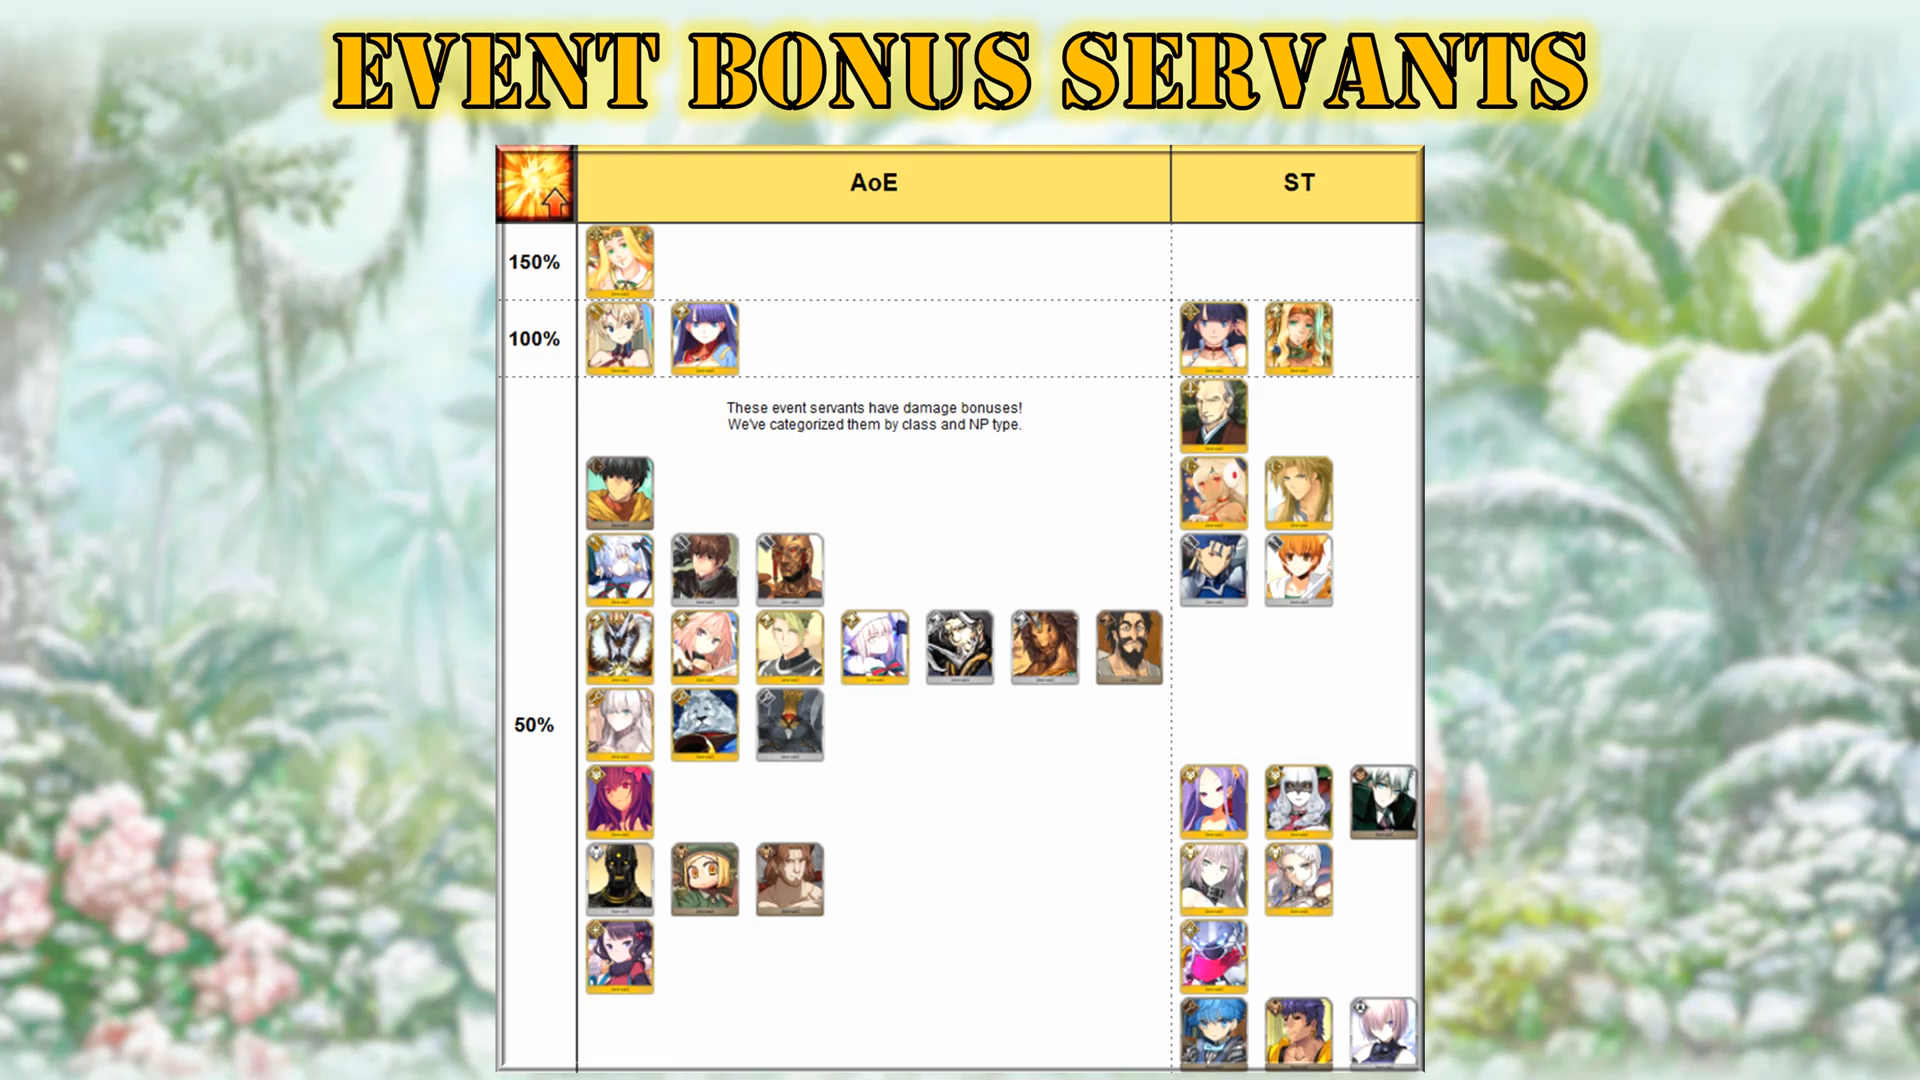 EVENT BONUS SERVANTS
AoE
ST
150%
100%
These event servants have damage bonuses!
We've categorized them by class and NP type.
50%